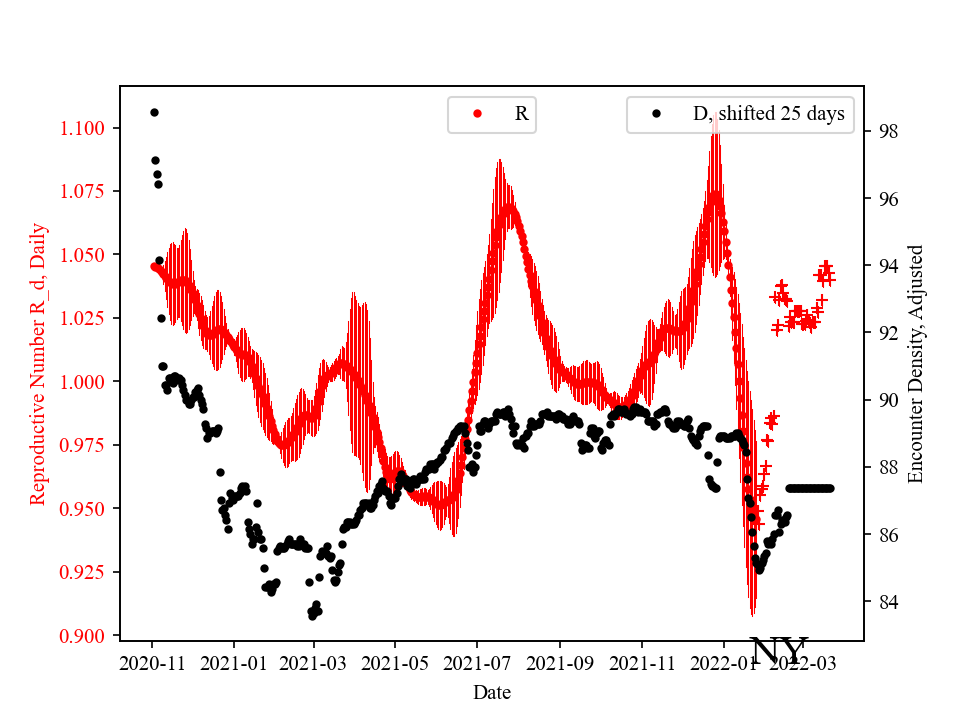 R
D, shifted 25 days
1.100
1.075
1.050
1.025
1.000
0.975
0.950
0.925
0.900
Reproductive Number R_d, Daily
98
96
94
92
90
88
86
84
Encounter Density, Adjusted
NY
2020-11 2021-01 2021-03 2021-05 2021-07 2021-09 2021-11 2022-01 2022-03
Date